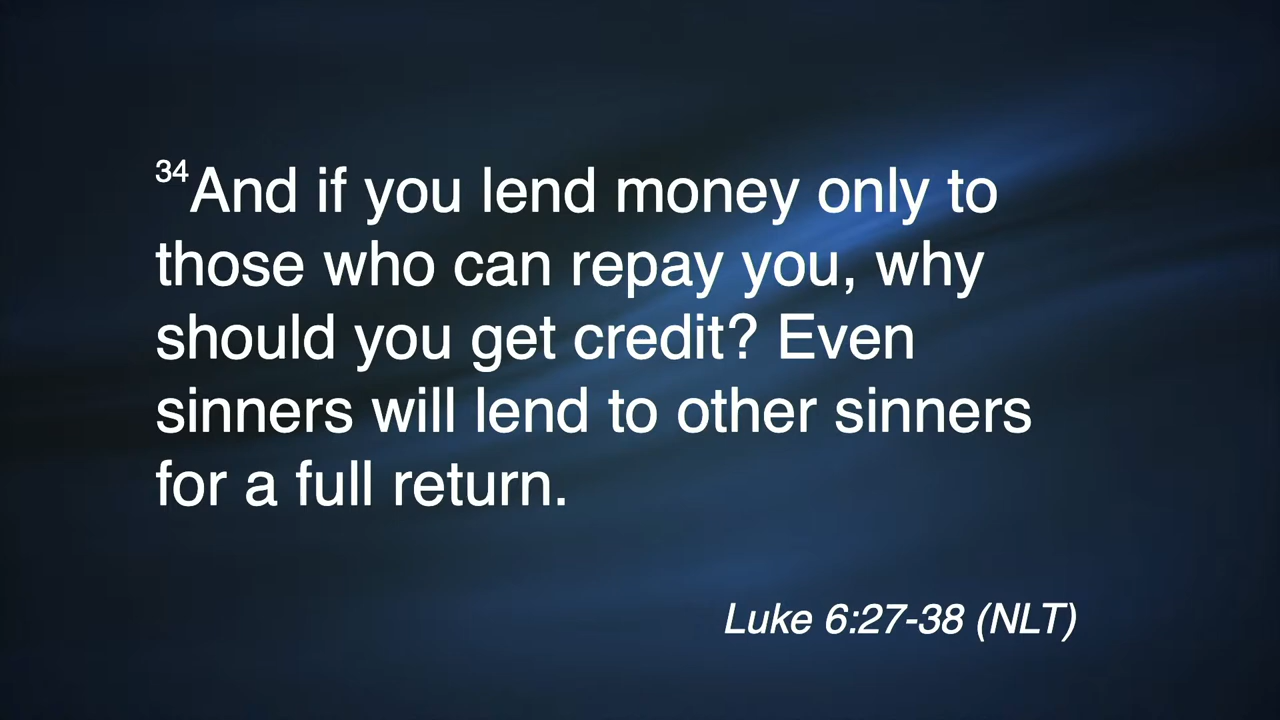 34And if you lend money only to
those who can repay you, why
should you get credit? Even
sinners will lend to other sinners
for a full return.
Luke 6:27-38 (NLT)